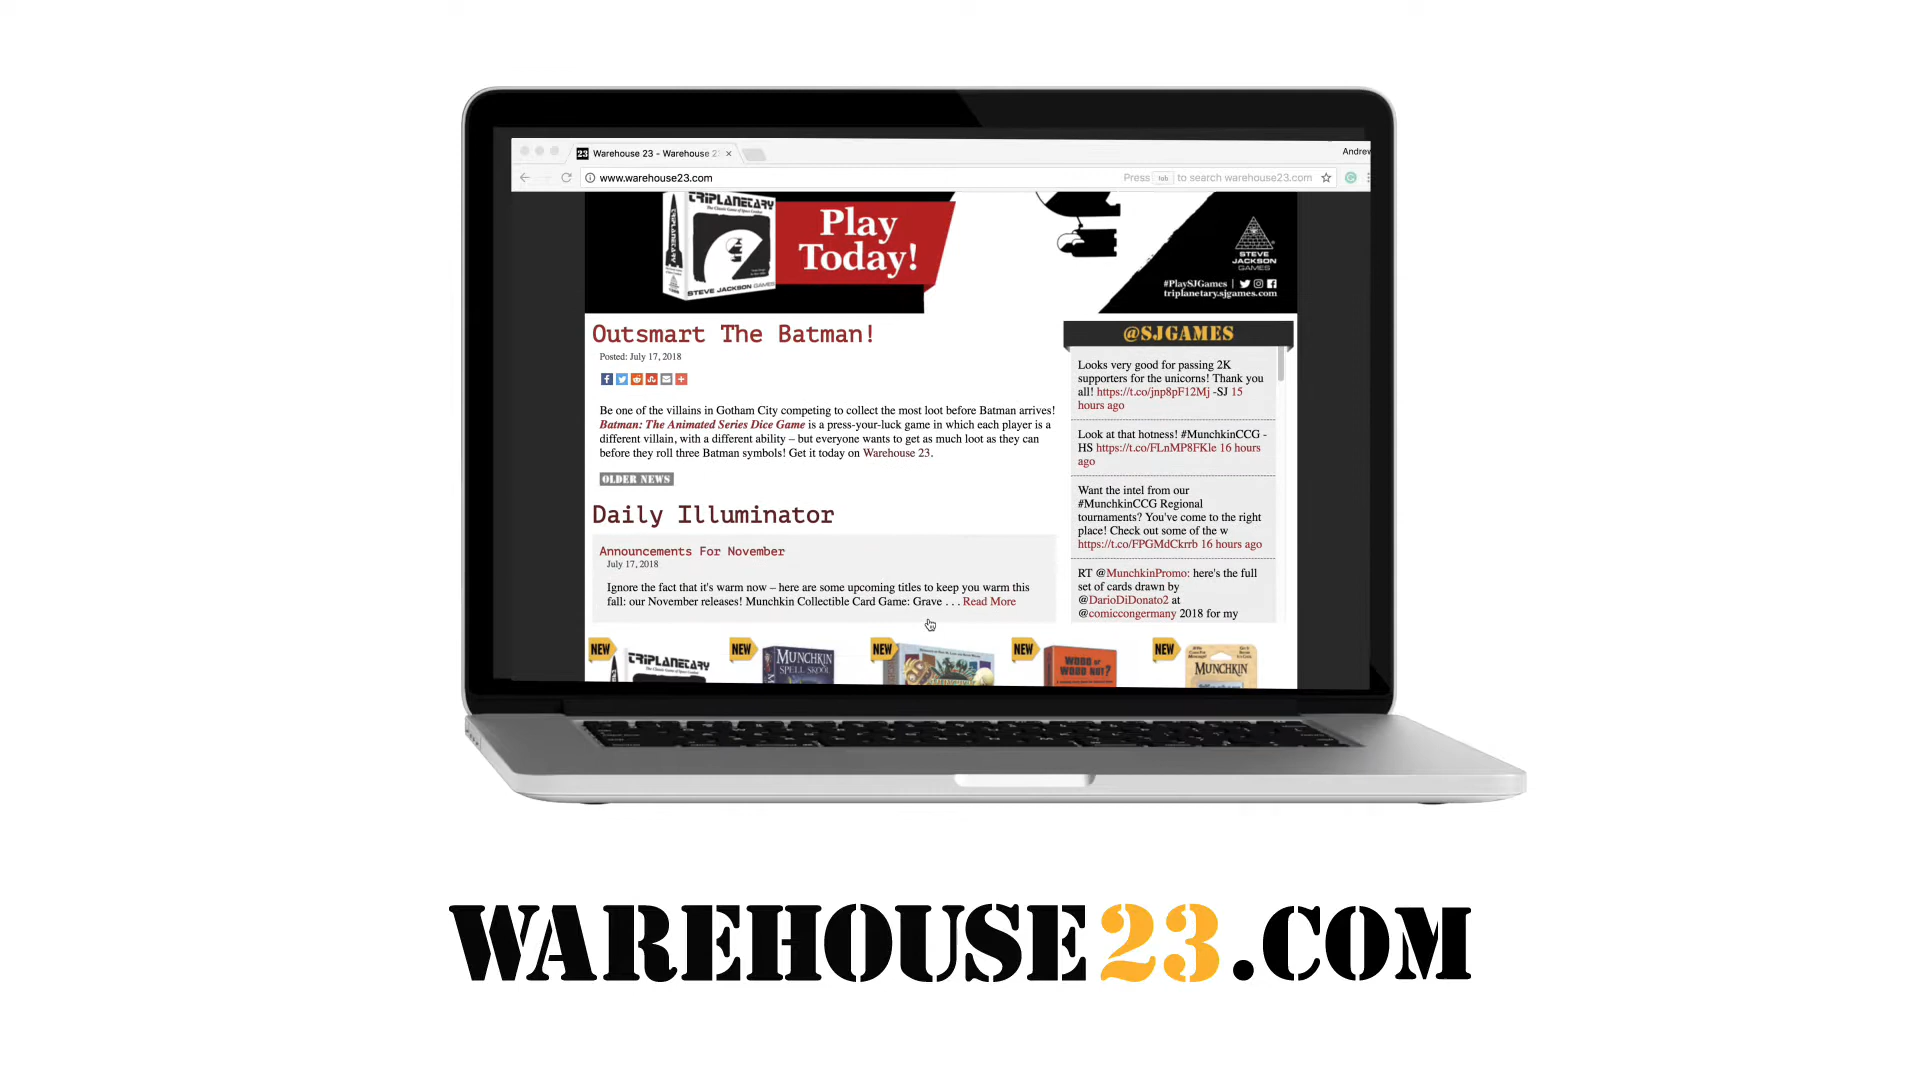 Warehouse 23 - Warehouse 2
Andrew
www.warehouse23.com
Press tab to search warehouse23.com
TRIPLANETARY
The Classic Game of Space Combat
STEVE JACKSON GAMES
Play
Today!
STEVE
JACKSON
GAMES
#PlaySJGames |
triplanetary.sjgames.com
Outsmart The Batman!
Posted: July 17, 2018
Be one of the villains in Gotham City competing to collect the most loot before Batman arrives!
Batman: The Animated Series Dice Game is a press-your-luck game in which each player is a
different villain, with a different ability – but everyone wants to get as much loot as they can
before they roll three Batman symbols! Get it today on Warehouse 23.
OLDER NEWS
Daily Illuminator
Announcements For November
July 17, 2018
Ignore the fact that it's warm now – here are some upcoming titles to keep you warm this
fall: our November releases! Munchkin Collectible Card Game: Grave . . . Read More
@SJGAMES
Looks very good for passing 2K
supporters for the unicorns! Thank you
all! https://t.co/jnp8pF12Mj -SJ 15
hours ago
Look at that hotness! #MunchkinCCG -
HS https://t.co/FLnMP8FKle 16 hours
ago
Want the intel from our
#MunchkinCCG Regional
tournaments? You've come to the right
place! Check out some of the w
https://t.co/FPGMdCkrrb 16 hours ago
RT @MunchkinPromo: here's the full
set of cards drawn by
@DarioDiDonato2 at
@comiccongermany 2018 for my
NEW
TRIPLANETARY
NEW
MUNCHKIN
SPELL SKOOL
NEW
NEW
WORD OR
WORD NOT?
NEW
MUNCHKIN
WAREHOUSE23.COM